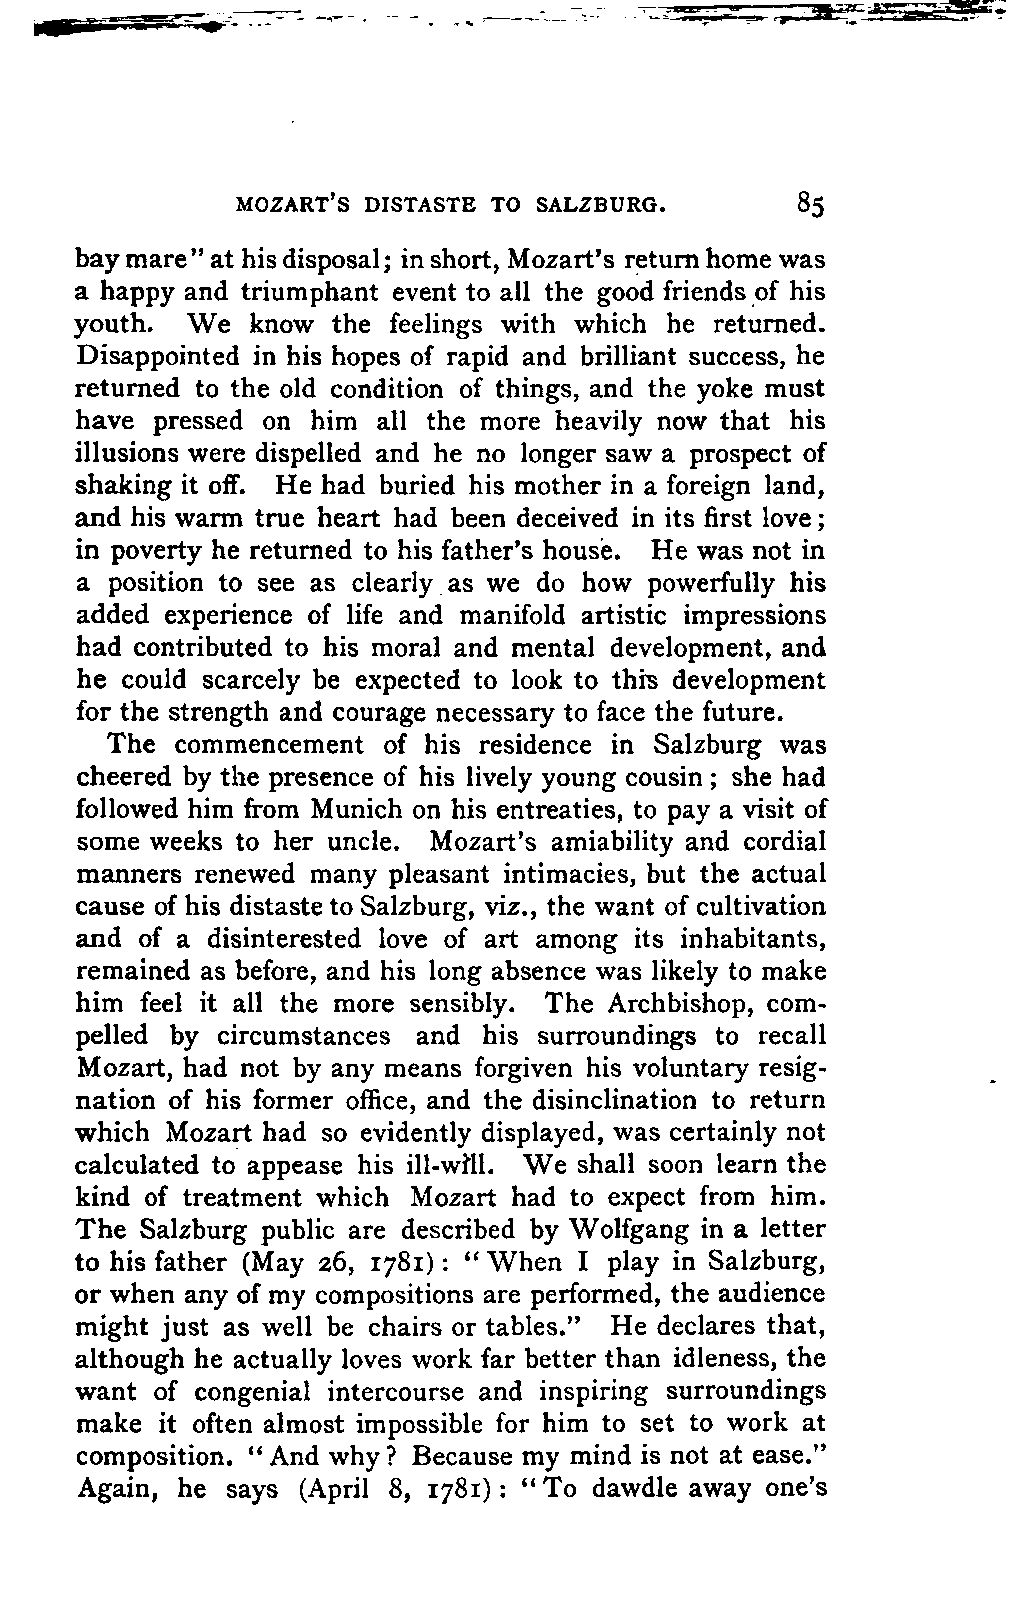 MOZART'S DISTASTE TO SALZBURG. 85
bay mare" at his disposal; in short, Mozart's return home was
a happy and triumphant event to all the good friends of his
youth. We know the feelings with which he returned.
Disappointed in his hopes of rapid and brilliant success, he
returned to the old condition of things, and the yoke must
have pressed on him all the more heavily now that his
illusions were dispelled and he no longer saw a prospect of
shaking it off. He had buried his mother in a foreign land,
and his warm true heart had been deceived in its first love;
in poverty he returned to his father's house. He was not in
a position to see as clearly as we do how powerfully his
added experience of life and manifold artistic impressions
had contributed to his moral and mental development, and
he could scarcely be expected to look to this development
for the strength and courage necessary to face the future.
The commencement of his residence in Salzburg was
cheered by the presence of his lively young cousin; she had
followed him from Munich on his entreaties, to pay a visit of
some weeks to her uncle. Mozart's amiability and cordial
manners renewed many pleasant intimacies, but the actual
cause of his distaste to Salzburg, viz., the want of cultivation
and of a disinterested love of art among its inhabitants,
remained as before, and his long absence was likely to make
him feel it all the more sensibly. The Archbishop, com-
pelled by circumstances and his surroundings to recall
Mozart, had not by any means forgiven his voluntary resig-
nation of his former office, and the disinclination to return
which Mozart had so evidently displayed, was certainly not
calculated to appease his ill-will. We shall soon learn the
kind of treatment which Mozart had to expect from him.
The Salzburg public are described by Wolfgang in a letter
to his father (May 26, 1781): "When I play in Salzburg,
or when any of my compositions are performed, the audience
might just as well be chairs or tables." He declares that,
although he actually loves work far better than idleness, the
want of congenial intercourse and inspiring surroundings
make it often almost impossible for him to set to work at
composition. "And why? Because my mind is not at ease."
Again, he says (April 8, 1781): "To dawdle away one's